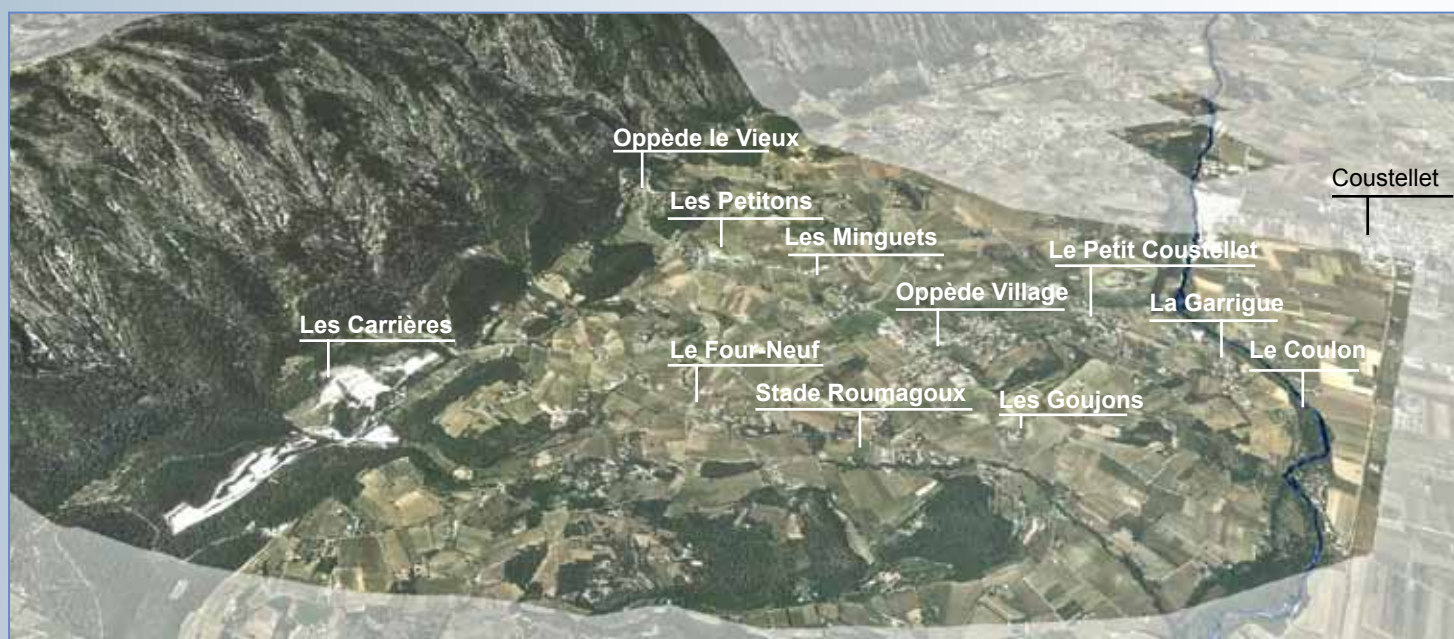 Oppède le Vieux
Coustellet
Les Petitons
Les Minguets
Le Petit Coustellet
Oppède Village
La Garrigue
Les Carrières
Le Four-Neuf
Le Coulon
Stade Roumagoux
Les Goujons